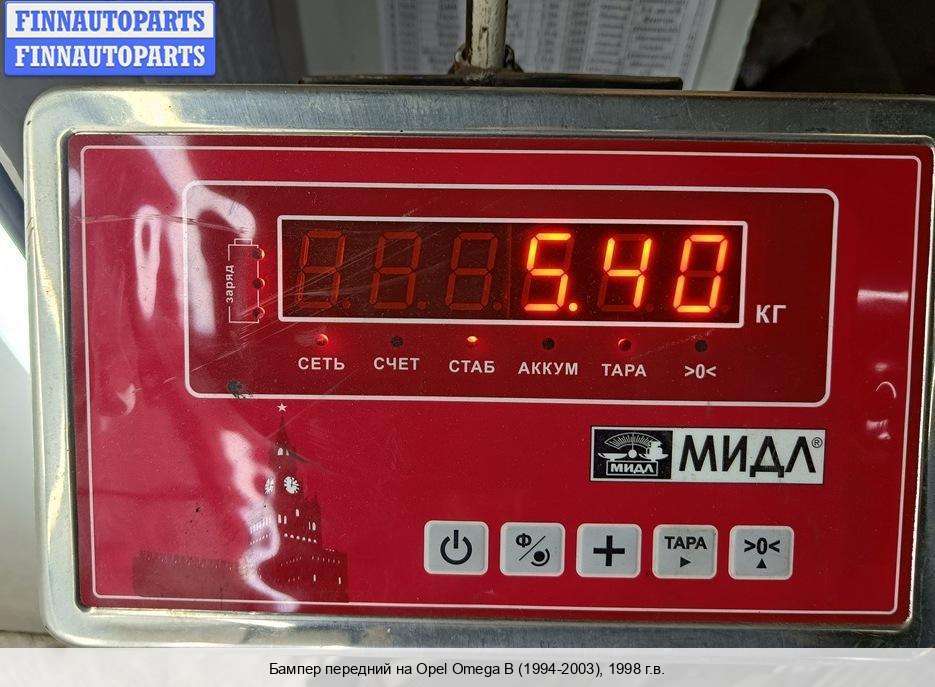 FINNAUTOPARTS
FINNAUTOPARTS
заряд
5.40
КГ
СЕТЬ СЧЕТ СТАБ АККУМ ТАРА >0<
МИДЛ МИДЛ®
Ф + ТАРА >0<
Бампер передний на Opel Omega B (1994-2003), 1998 г.в.